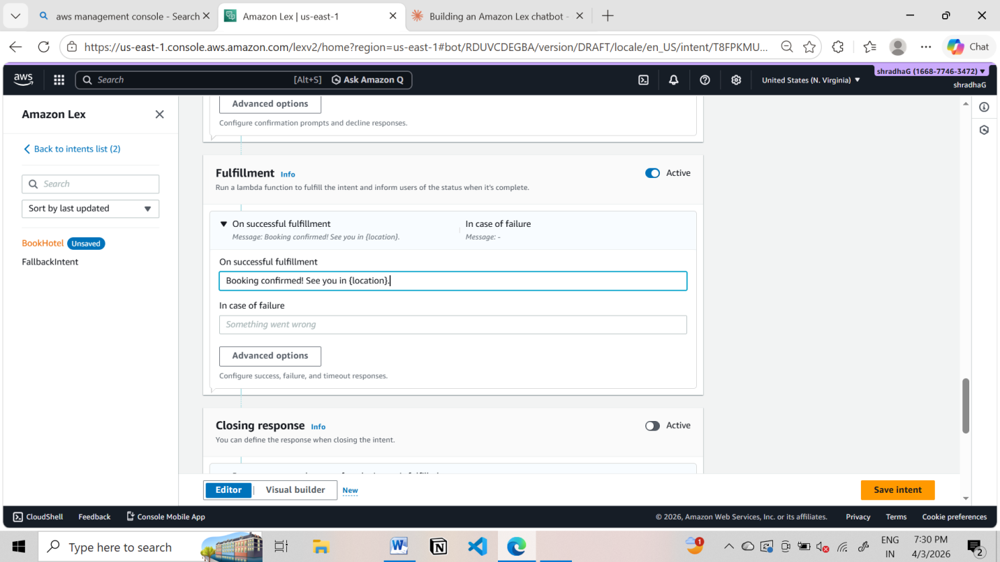 aws management console - Search
Amazon Lex | us-east-1
Building an Amazon Lex chatbot -
https://us-east-1.console.aws.amazon.com/lexv2/home?region=us-east-1#bot/RDUVCDEGBA/version/DRAFT/locale/en_US/intent/T8FPKMU...
Chat
aws
Search
[Alt+S]
Ask Amazon Q
United States (N. Virginia) ▼
shradhaG (1668-7746-3472) ▼
shradhaG
Amazon Lex
Back to intents list (2)
Search
Sort by last updated
BookHotel Unsaved
FallbackIntent
Advanced options
Configure confirmation prompts and decline responses.
Fulfillment Info
Active
Run a lambda function to fulfill the intent and inform users of the status when it's complete.
On successful fulfillment
Message: Booking confirmed! See you in {location}.
In case of failure
Message: -
On successful fulfillment
Booking confirmed! See you in {location}.
In case of failure
Something went wrong
Advanced options
Configure success, failure, and timeout responses.
Closing response Info
Active
You can define the response when closing the intent.
Editor
Visual builder
New
Save intent
CloudShell
Feedback
Console Mobile App
© 2026, Amazon Web Services, Inc. or its affiliates.
Privacy
Terms
Cookie preferences
Type here to search
1
ENG
IN
7:30 PM
4/3/2026
2